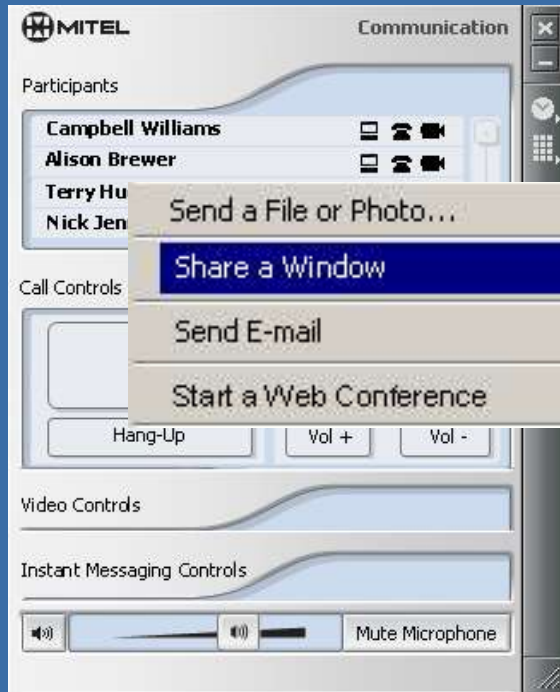 MITEL Communication
Participants
Campbell Williams
Alison Brewer
Terry Hu
Nick Jen
Send a File or Photo...
Share a Window
Send E-mail
Start a Web Conference
Call Controls
Hang-Up Vol + Vol -
Video Controls
Instant Messaging Controls
Mute Microphone